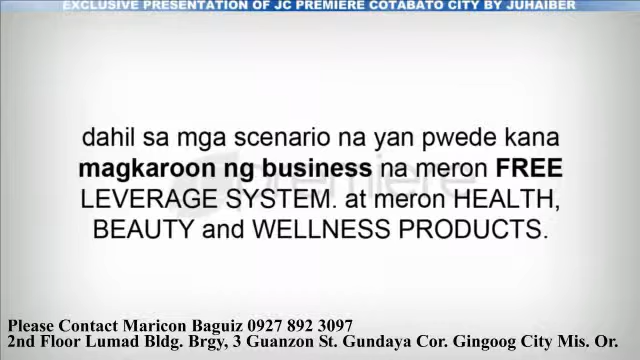 EXCLUSIVE PRESENTATION OF JC PREMIERE COTABATO CITY BY JUHAIBER
dahil sa mga scenario na yan pwede kana
magkaroon ng business na meron FREE
LEVERAGE SYSTEM. at meron HEALTH,
BEAUTY and WELLNESS PRODUCTS.
premiere
Please Contact Maricon Baguiz 0927 892 3097
2nd Floor Lumad Bldg. Brgy, 3 Guanzon St. Gundaya Cor. Gingoog City Mis. Or.